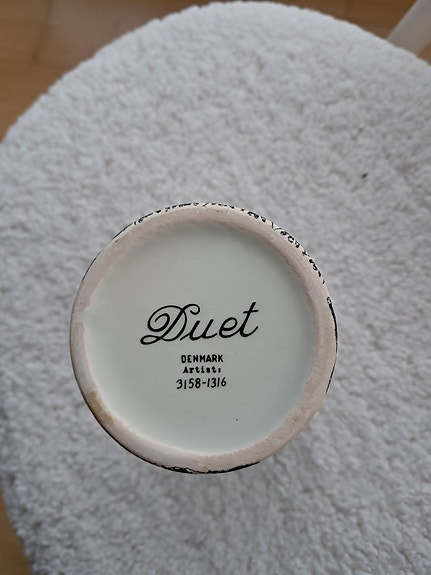 Duet
DENMARK
Artist:
3158-1316